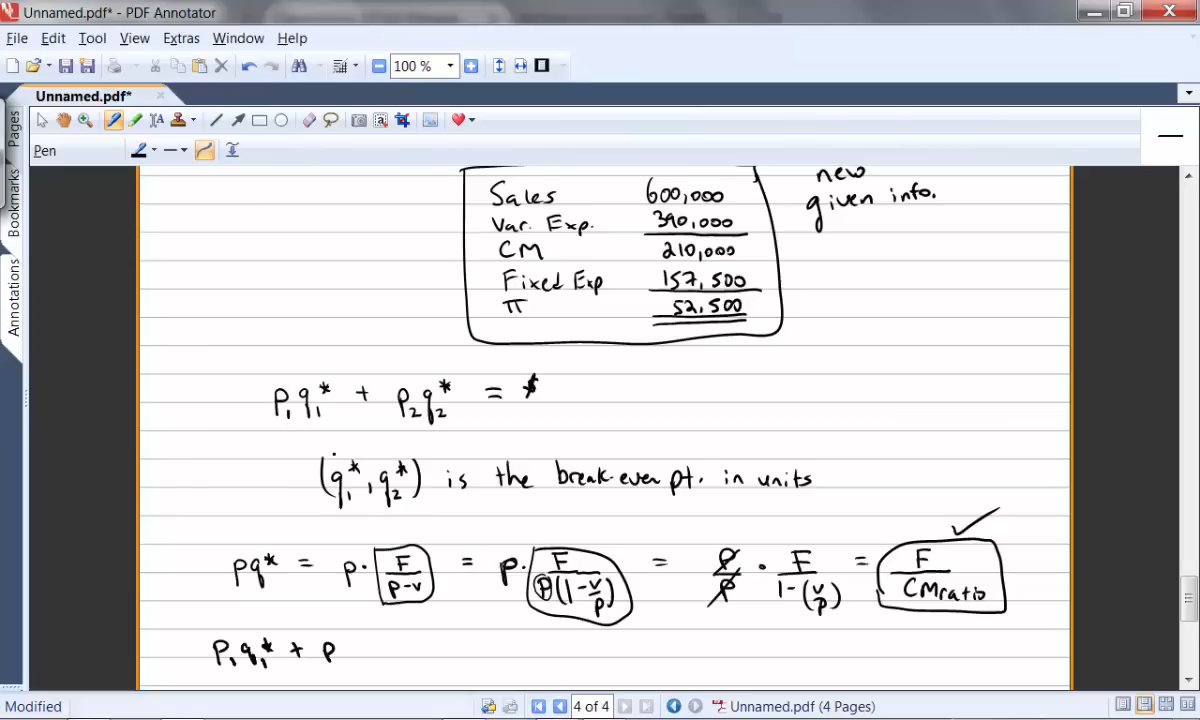 Unnamed.pdf* - PDF Annotator
File Edit Tool View Extras Window Help
100 %
Unnamed.pdf*
Pen
Pages
Bookmarks
Annotations
new
given info.
Sales 600,000
Var. Exp. 390,000
CM 210,000
Fixed Exp 157,500
π 52,500
p₁q₁* + p₂q₂* = $
(q₁*, q₂*) is the break-even pt. in units
pq* = p · F/(p-v) = p · F/(p(1-v/p)) = p/p · F/(1-(v/p)) = F/CM ratio ✓
p₁q₁* + p
Modified
4 of 4
Unnamed.pdf (4 Pages)